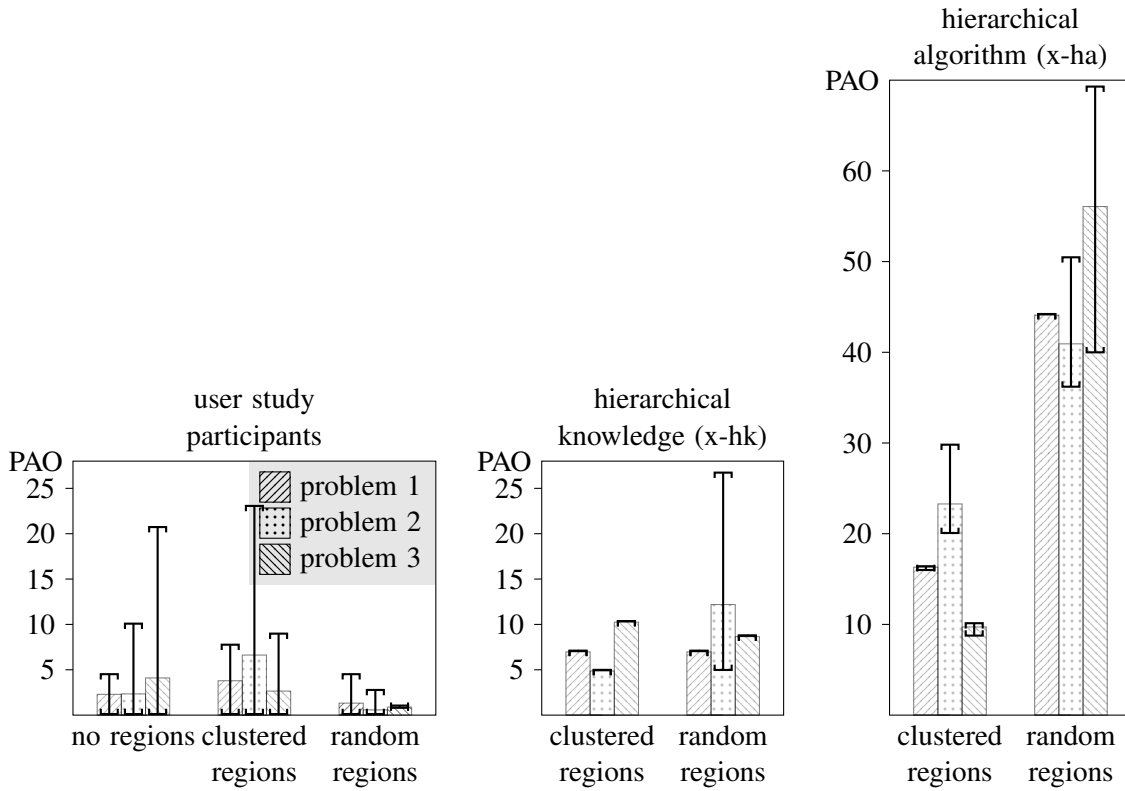 user study
participants
PAO
25
20
15
10
5
problem 1
problem 2
problem 3
no regions
clustered
regions
random
regions
hierarchical
knowledge (x-hk)
PAO
25
20
15
10
5
clustered
regions
random
regions
hierarchical
algorithm (x-ha)
PAO
60
50
40
30
20
10
clustered
regions
random
regions